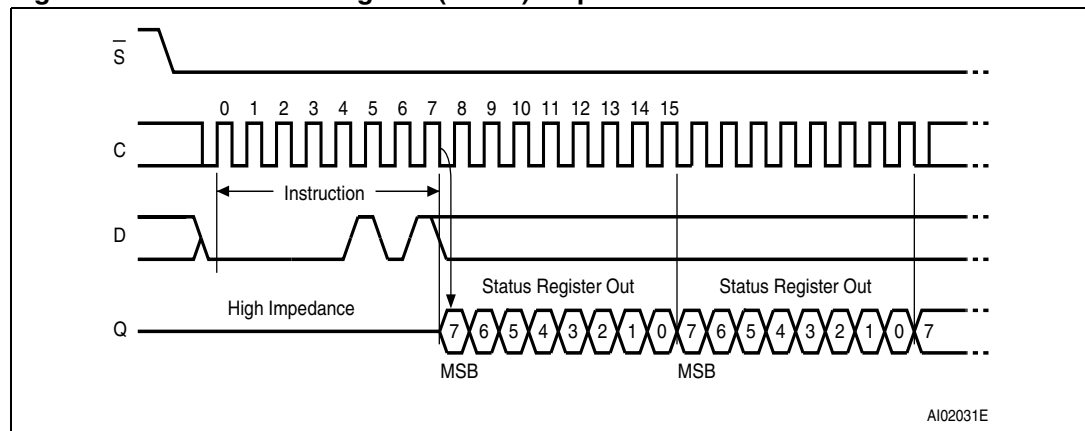 S
0 1 2 3 4 5 6 7 8 9 10 11 12 13 14 15
C
Instruction
D
Status Register Out Status Register Out
High Impedance
Q 7 6 5 4 3 2 1 0 7 6 5 4 3 2 1 0 7
MSB MSB
AI02031E